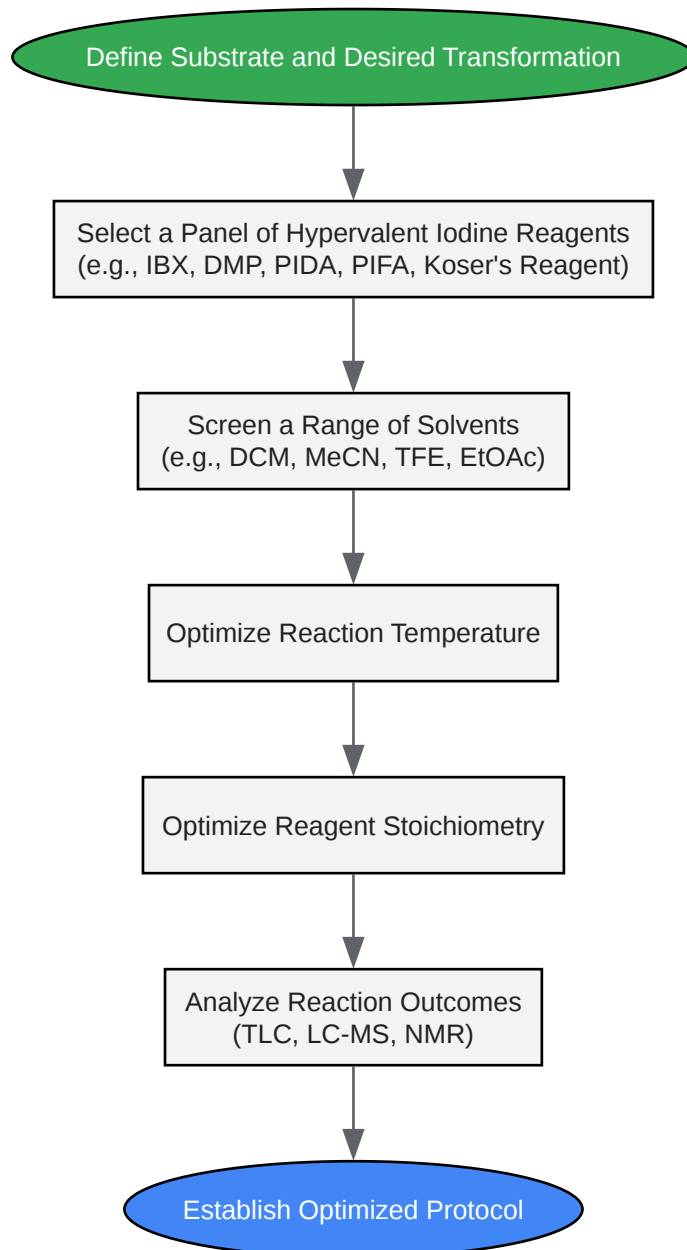 Define Substrate and Desired Transformation
Select a Panel of Hypervalent Iodine Reagents
(e.g., IBX, DMP, PIDA, PIFA, Koser's Reagent)
Screen a Range of Solvents
(e.g., DCM, MeCN, TFE, EtOAc)
Optimize Reaction Temperature
Optimize Reagent Stoichiometry
Analyze Reaction Outcomes
(TLC, LC-MS, NMR)
Establish Optimized Protocol